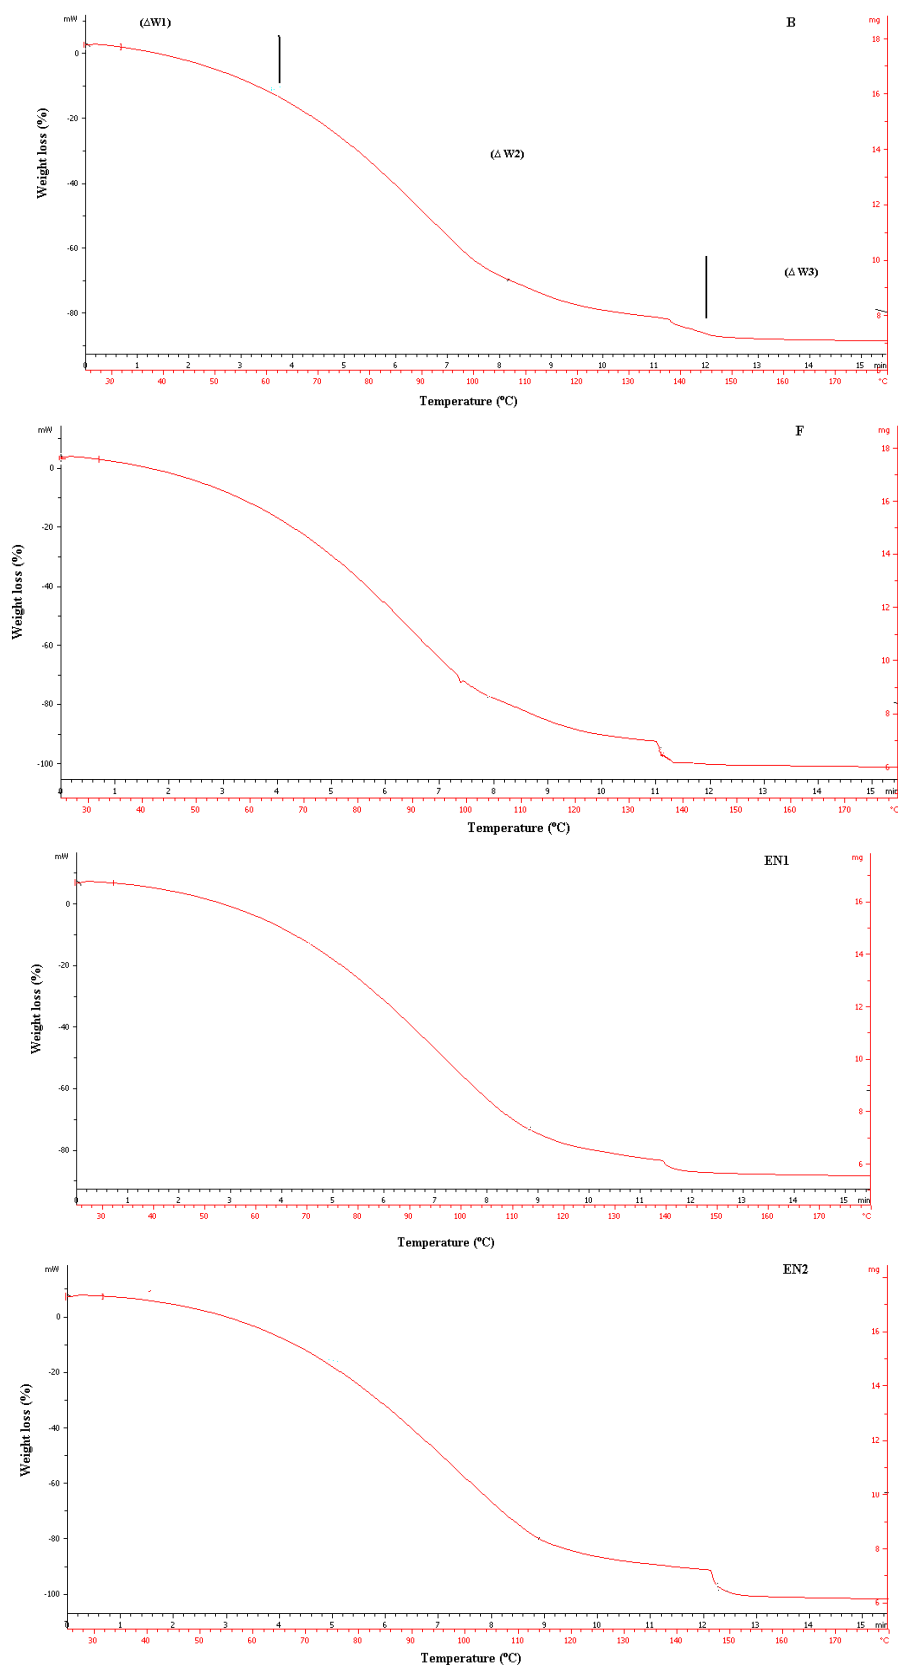 mW (ΔW1) B mg
18
0
16
-20
14
Weight loss (%)
(Δ W2)
-40
12
-60
10
(Δ W3)
8
-80
0 1 2 3 4 5 6 7 8 9 10 11 12 13 14 15 min
30 40 50 60 70 80 90 100 110 120 130 140 150 160 170 °C
Temperature (ºC)
mW F mg
18
0
16
-20
14
Weight loss (%)
-40
12
-60
10
-80
8
-100
6
0 1 2 3 4 5 6 7 8 9 10 11 12 13 14 15 min
30 40 50 60 70 80 90 100 110 120 130 140 150 160 170 °C
Temperature (ºC)
mW EN1 mg
16
0
14
-20
12
Weight loss (%)
-40
10
-60
8
-80
6
0 1 2 3 4 5 6 7 8 9 10 11 12 13 14 min
30 40 50 60 70 80 90 100 110 120 130 140 150 160 170 °C
Temperature (ºC)
mW EN2 mg
0
16
-20
14
Weight loss (%)
-40
12
-60
10
-80
8
-100
6
0 1 2 3 4 5 6 7 8 9 10 11 12 13 14 min
30 40 50 60 70 80 90 100 110 120 130 140 150 160 170 °C
Temperature (ºC)